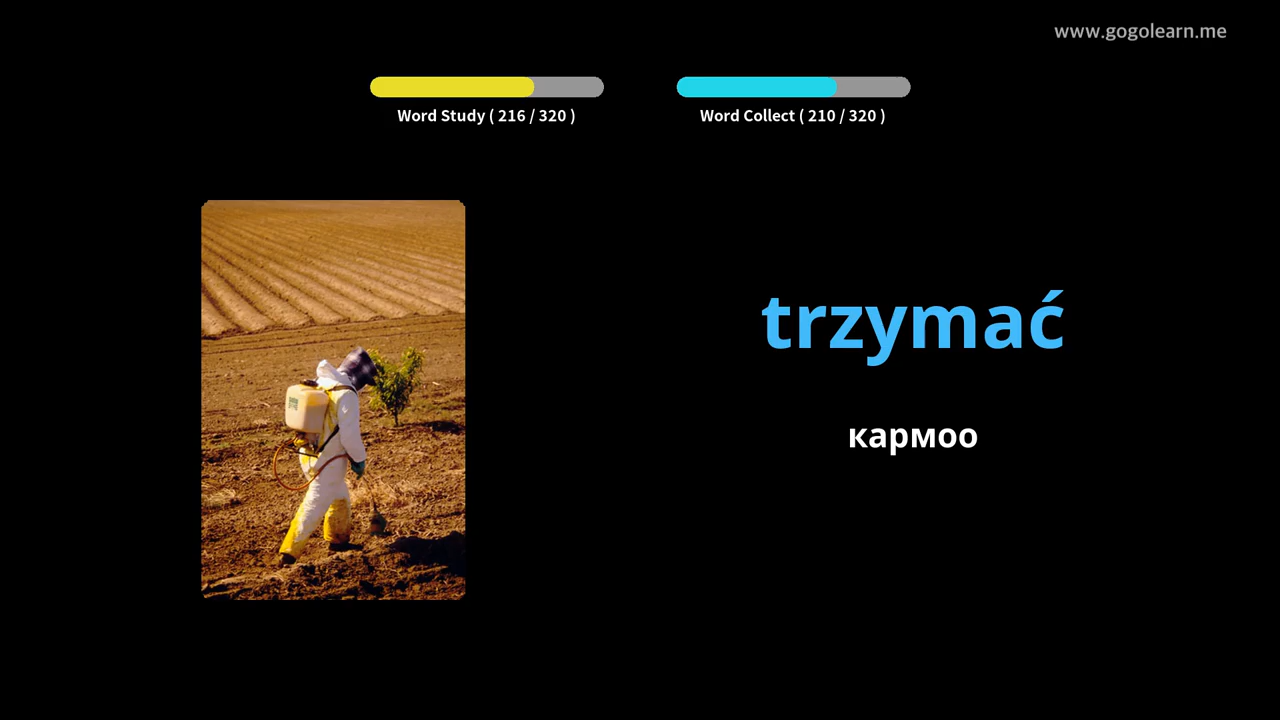 www.gogolearn.me
Word Study ( 216 / 320 )
Word Collect ( 210 / 320 )
trzymać
кармоо